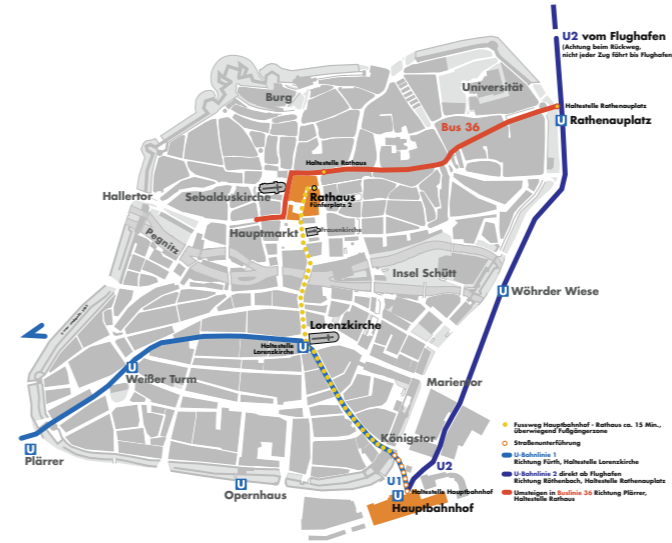 U2 vom Flughafen
(Achtung beim Rückweg,
nicht jeder Zug fährt bis Flughafen
Universität
Burg
Haltestelle Rathenauplatz
U Rathenauplatz
Bus 36
Haltestelle Rathaus
Sebalduskirche
Rathaus
Fünferplatz 2
Hallertor
Hauptmarkt
Frauenkirche
Pegnitz
Insel Schütt
U Wöhrder Wiese
Lorenzkirche
Haltestelle
Lorenzkirche
U
U
Weißer Turm
Marientor
Königstor
U
Plärrer
U2
U1
U
Opernhaus
U
Haltestelle Hauptbahnhof
Hauptbahnhof
Fussweg Hauptbahnhof - Rathaus ca. 15 Min.,
überwiegend Fußgängerzone
Straßenunterführung
U-Bahnlinie 1
Richtung Fürth, Haltestelle Lorenzkirche
U-Bahnlinie 2 direkt ab Flughafen
Richtung Röthenbach, Haltestelle Rathenauplatz
Umsteigen in Buslinie 36 Richtung Plärrer,
Haltestelle Rathaus